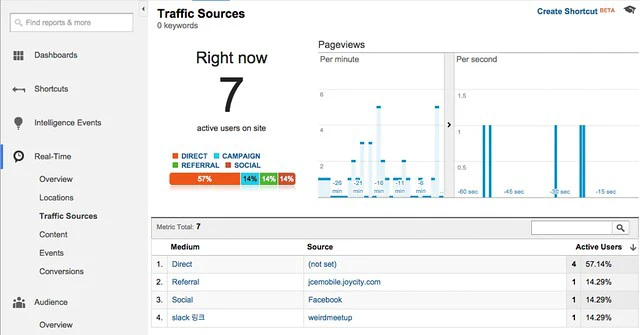 Find reports & more
Dashboards
Shortcuts
Intelligence Events
Real-Time
Overview
Locations
Traffic Sources
Content
Events
Conversions
Audience
Overview
Traffic Sources
0 keywords
Create Shortcut BETA
Right now
7
active users on site
DIRECT CAMPAIGN
REFERRAL SOCIAL
57% 14% 14% 14%
Pageviews
Per minute
6
4
2
-26 min
-21 min
-16 min
-11 min
-6 min
Per second
1.5
1
0.5
-60 sec
-45 sec
-30 sec
-15 sec
Metric Total: 7
Medium Source Active Users
1. Direct (not set) 4 57.14%
2. Referral jcemobile.joycity.com 1 14.29%
3. Social Facebook 1 14.29%
4. slack 링크 weirdmeetup 1 14.29%